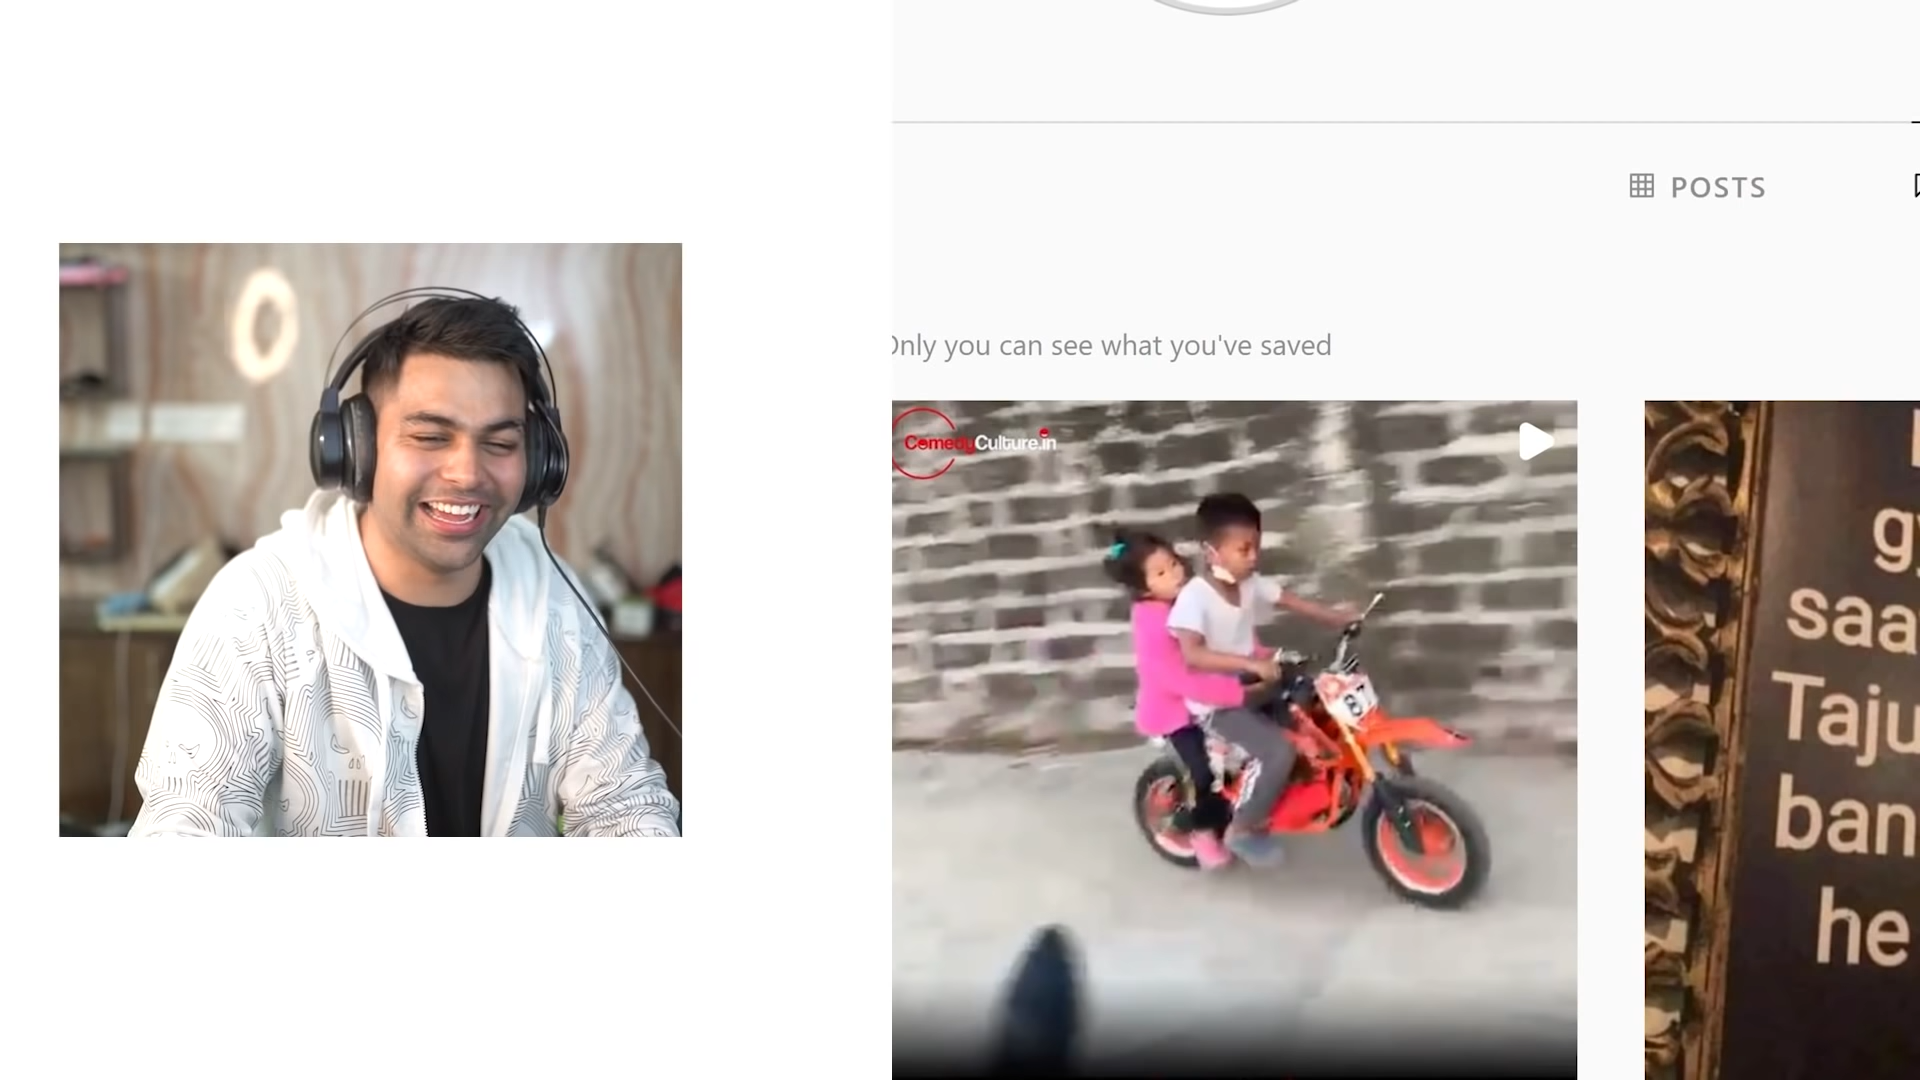 POSTS
Only you can see what you've saved
ComedyCulture.in
87
saa
Taju
ban
he